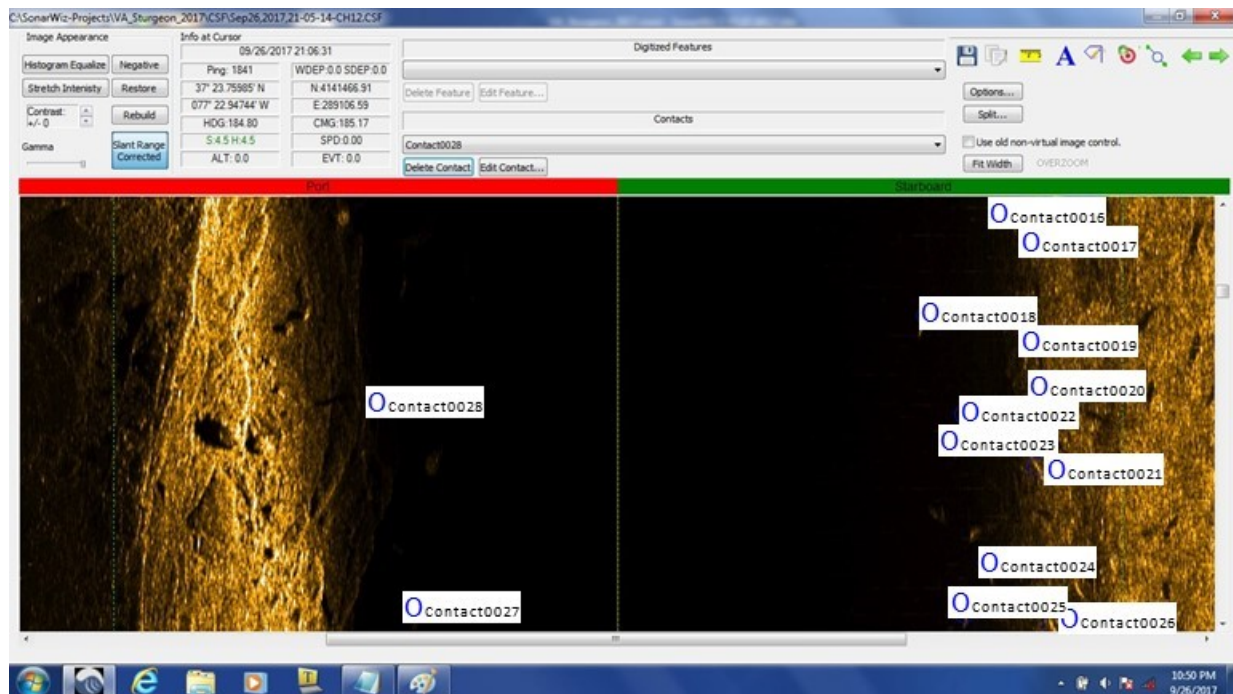 C:\SonarWiz-Projects\VA_Sturgeon_2017\CSF\Sep26,2017,21-05-14-CH12.CSF
Image Appearance
Info at Cursor
Histogram Equalize Negative
Stretch Intenisty Restore
Contrast:
+/- 0
Rebuild
Gamma
Slant Range
Corrected
09/26/2017 21:06:31
Ping: 1841 WDEP:0.0 SDEP:0.0
37° 23.75985' N N:4141466.91
077° 22.94744' W E:289106.59
HDG:184.80 CMG:185.17
S:4.5 H:4.5 SPD:0.00
ALT: 0.0 EVT: 0.0
Digitized Features
Delete Feature Edit Feature...
Contacts
Contact0028
Delete Contact Edit Contact...
A
Options...
Split...
Use old non-virtual image control.
Fit Width OVERZOOM
Port Starboard
Contact0016
Contact0017
Contact0018
Contact0019
Contact0020
Contact0028
Contact0022
Contact0023
Contact0021
Contact0024
Contact0027
Contact0025
Contact0026
10:50 PM
9/26/2017